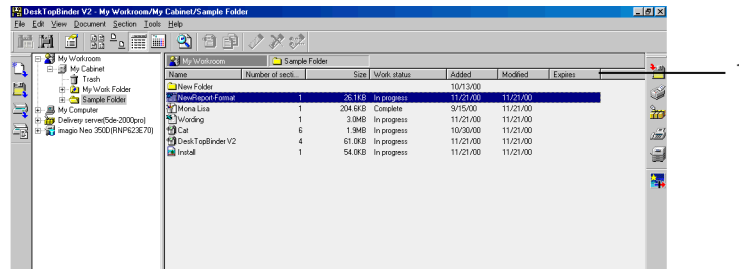 DeskTopBinder V2 - My Workroom/My Cabinet/Sample Folder
File Edit View Document Section Tools Help
My Workroom
My Cabinet
Trash
My Work Folder
Sample Folder
My Computer
Delivery server(5de-2000pro)
imagio Neo 350D(RNP623E70)
My Workroom Sample Folder
Name Number of secti... Size Work status Added Modified Expires
New Folder 10/13/00
NewReport-Format 1 26.1KB In progress 11/21/00 11/21/00
Mona Lisa 1 204.6KB Complete 9/15/00 11/21/00
Wording 1 3.0MB In progress 11/21/00 11/21/00
Cat 6 1.9MB In progress 10/30/00 11/21/00
DeskTopBinder V2 4 61.0KB In progress 11/21/00 11/21/00
Install 1 54.0KB In progress 11/21/00 11/21/00